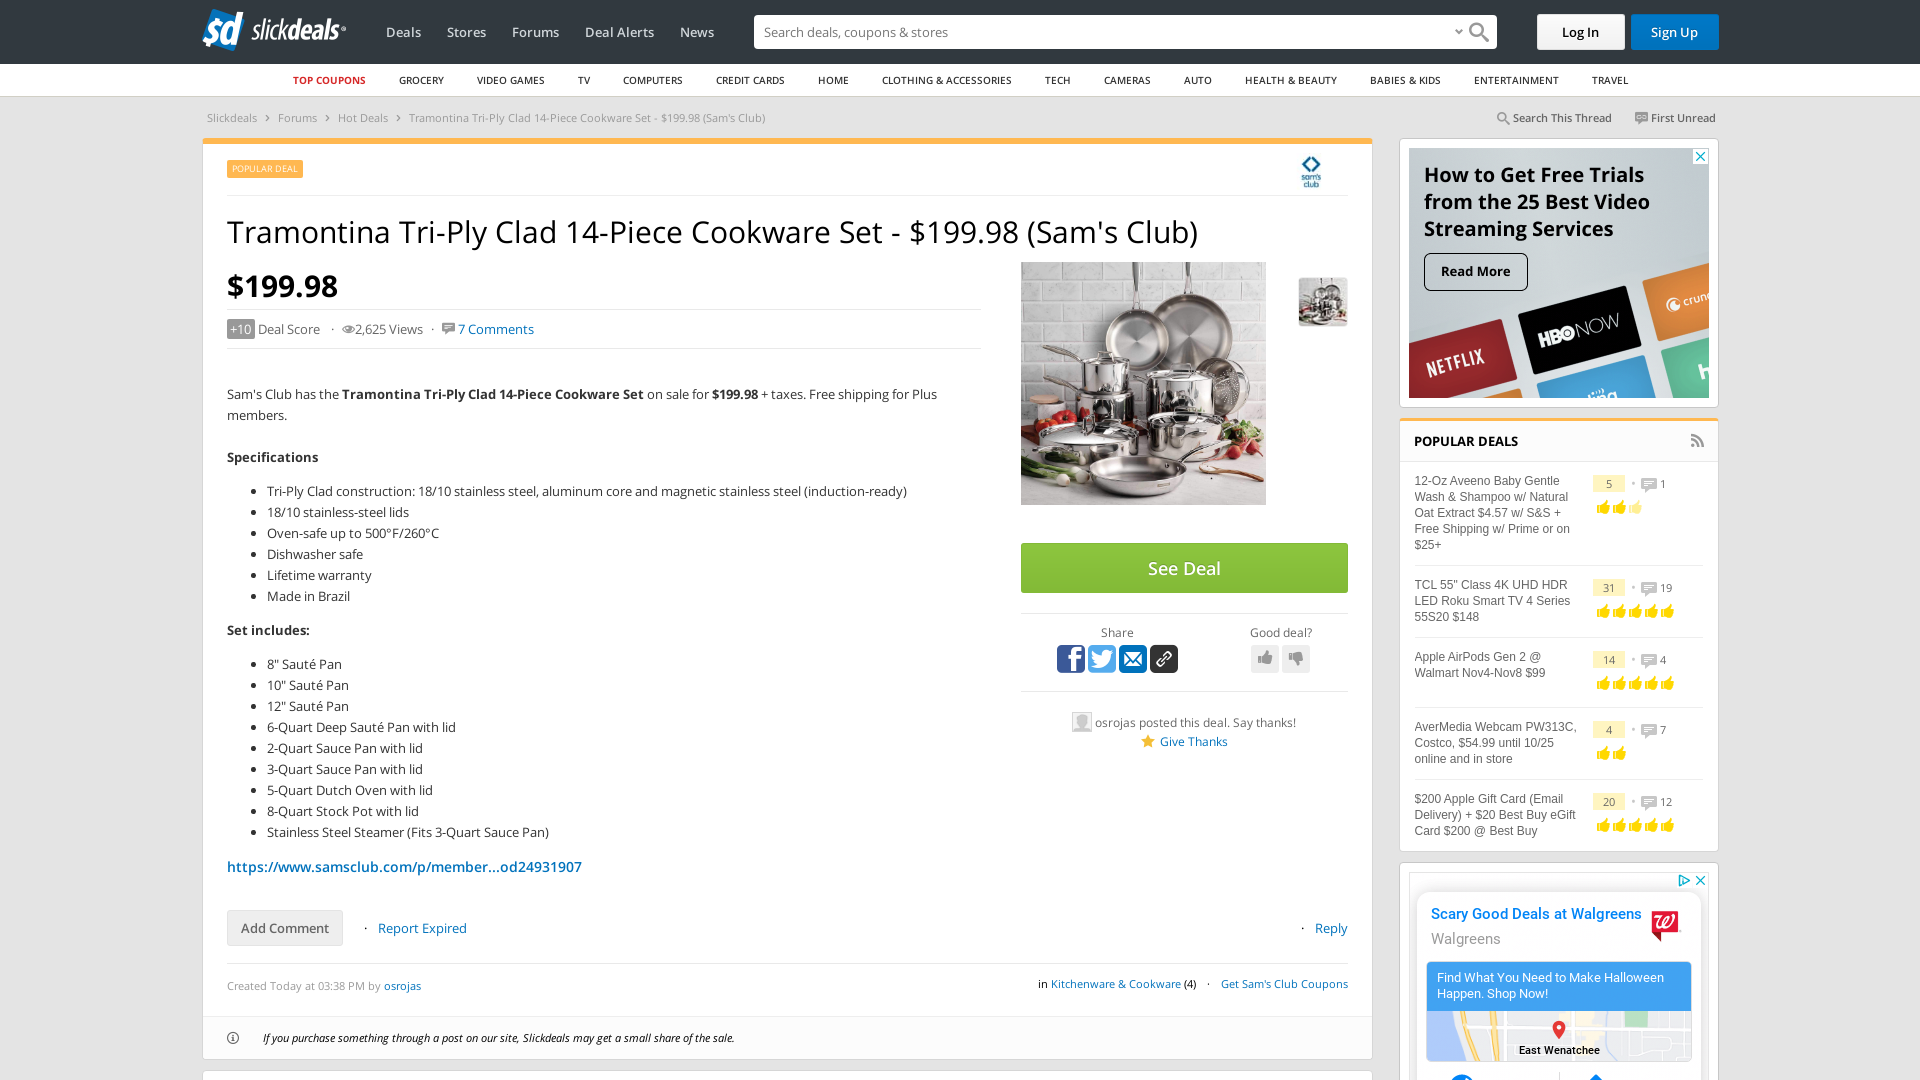 slickdeals
Deals
Stores
Forums
Deal Alerts
News
Search deals, coupons & stores
Log In
Sign Up
TOP COUPONS
GROCERY
VIDEO GAMES
TV
COMPUTERS
CREDIT CARDS
HOME
CLOTHING & ACCESSORIES
TECH
CAMERAS
AUTO
HEALTH & BEAUTY
BABIES & KIDS
ENTERTAINMENT
TRAVEL
Slickdeals > Forums > Hot Deals > Tramontina Tri-Ply Clad 14-Piece Cookware Set - $199.98 (Sam's Club)
Search This Thread
First Unread
POPULAR DEAL
sam's
club
Tramontina Tri-Ply Clad 14-Piece Cookware Set - $199.98 (Sam's Club)
$199.98
+10 Deal Score · 2,625 Views · 7 Comments
Sam's Club has the Tramontina Tri-Ply Clad 14-Piece Cookware Set on sale for $199.98 + taxes. Free shipping for Plus
members.
Specifications
• Tri-Ply Clad construction: 18/10 stainless steel, aluminum core and magnetic stainless steel (induction-ready)
• 18/10 stainless-steel lids
• Oven-safe up to 500°F/260°C
• Dishwasher safe
• Lifetime warranty
• Made in Brazil
Set includes:
• 8" Sauté Pan
• 10" Sauté Pan
• 12" Sauté Pan
• 6-Quart Deep Sauté Pan with lid
• 2-Quart Sauce Pan with lid
• 3-Quart Sauce Pan with lid
• 5-Quart Dutch Oven with lid
• 8-Quart Stock Pot with lid
• Stainless Steel Steamer (Fits 3-Quart Sauce Pan)
https://www.samsclub.com/p/member...od24931907
See Deal
Share
Good deal?
osrojas posted this deal. Say thanks!
Give Thanks
Add Comment
· Report Expired
· Reply
Created Today at 03:38 PM by osrojas
in Kitchenware & Cookware (4) · Get Sam's Club Coupons
If you purchase something through a post on our site, Slickdeals may get a small share of the sale.
How to Get Free Trials
from the 25 Best Video
Streaming Services
Read More
NETFLIX
HBO NOW
crun
h
ling
POPULAR DEALS
12-Oz Aveeno Baby Gentle
Wash & Shampoo w/ Natural
Oat Extract $4.57 w/ S&S +
Free Shipping w/ Prime or on
$25+
5 • 1
TCL 55" Class 4K UHD HDR
LED Roku Smart TV 4 Series
55S20 $148
31 • 19
Apple AirPods Gen 2 @
Walmart Nov4-Nov8 $99
14 • 4
AverMedia Webcam PW313C,
Costco, $54.99 until 10/25
online and in store
4 • 7
$200 Apple Gift Card (Email
Delivery) + $20 Best Buy eGift
Card $200 @ Best Buy
20 • 12
Scary Good Deals at Walgreens
Walgreens
Find What You Need to Make Halloween
Happen. Shop Now!
East Wenatchee